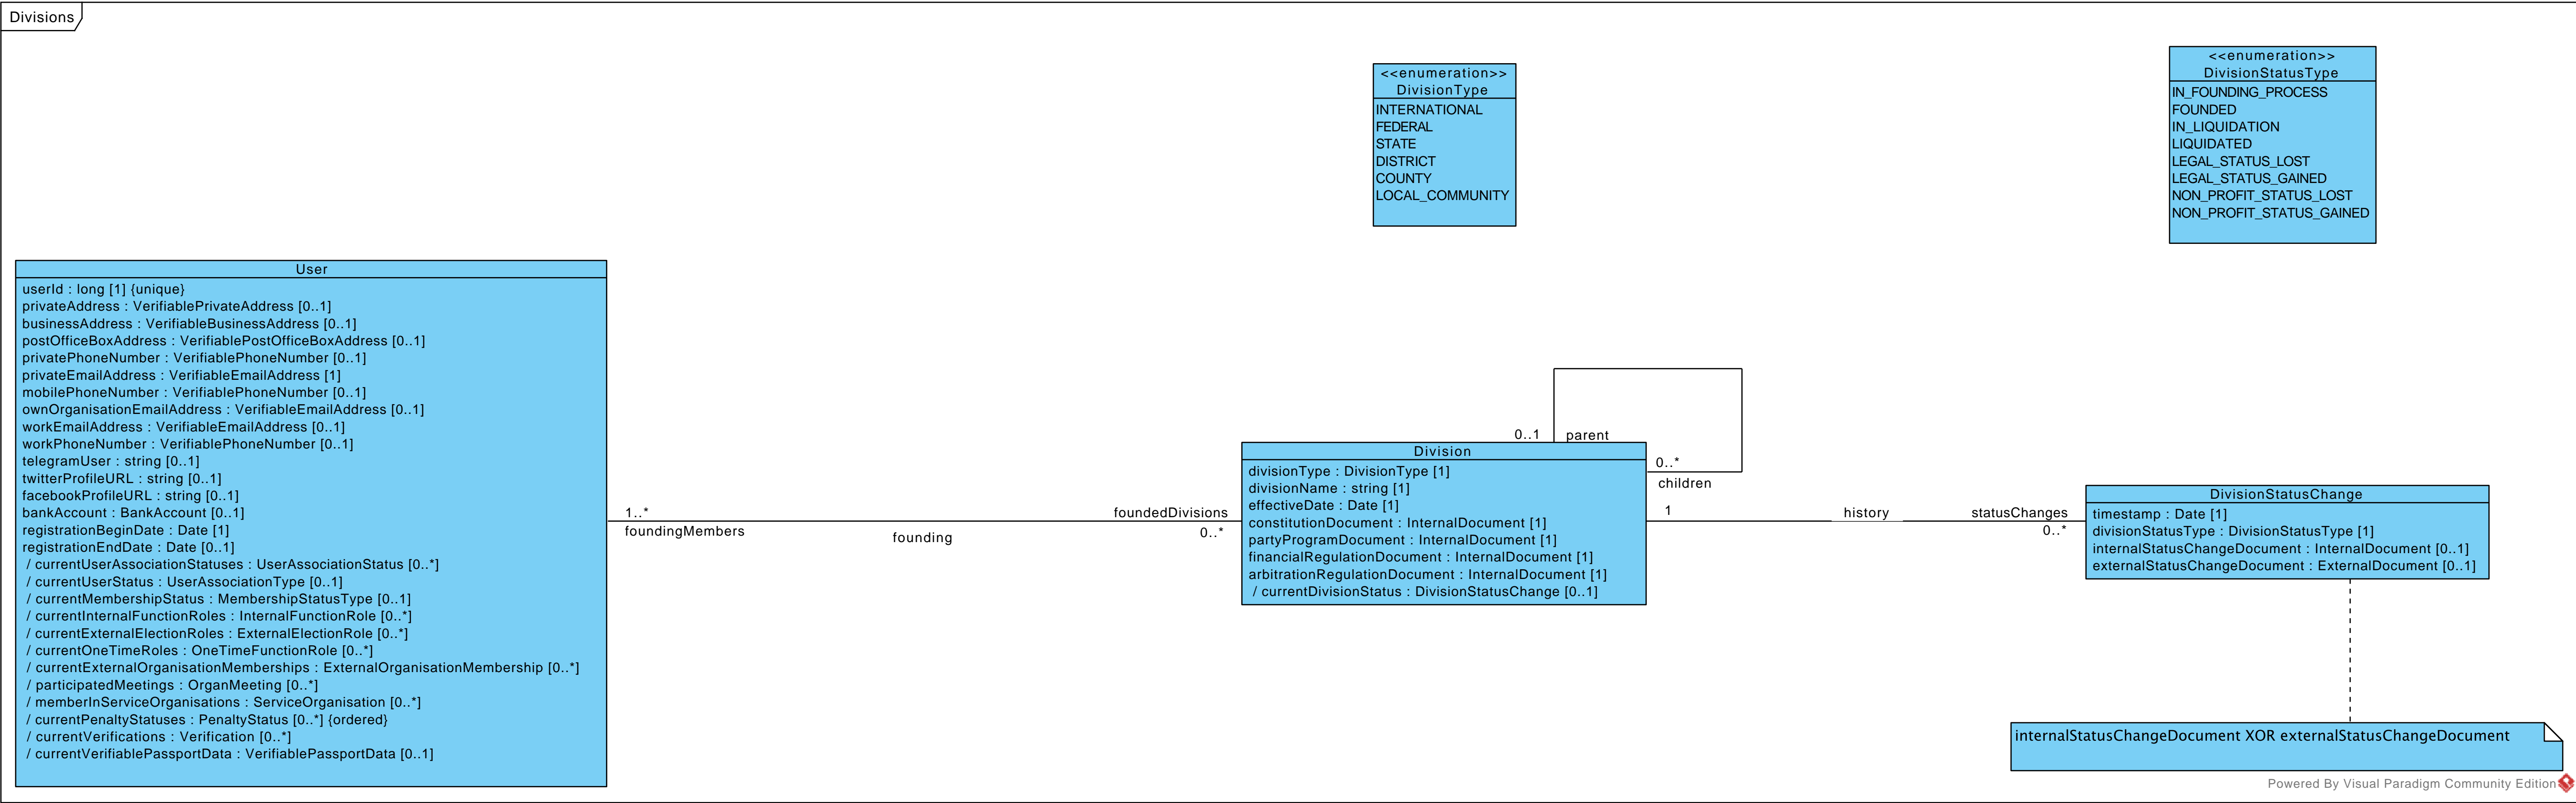 Divisions
<<enumeration>>
DivisionType
INTERNATIONAL
FEDERAL
STATE
DISTRICT
COUNTY
LOCAL_COMMUNITY
<<enumeration>>
DivisionStatusType
IN_FOUNDING_PROCESS
FOUNDED
IN_LIQUIDATION
LIQUIDATED
LEGAL_STATUS_LOST
LEGAL_STATUS_GAINED
NON_PROFIT_STATUS_LOST
NON_PROFIT_STATUS_GAINED
User
userId : long [1] {unique}
privateAddress : VerifiablePrivateAddress [0..1]
businessAddress : VerifiableBusinessAddress [0..1]
postOfficeBoxAddress : VerifiablePostOfficeBoxAddress [0..1]
privatePhoneNumber : VerifiablePhoneNumber [0..1]
privateEmailAddress : VerifiableEmailAddress [1]
mobilePhoneNumber : VerifiablePhoneNumber [0..1]
ownOrganisationEmailAddress : VerifiableEmailAddress [0..1]
workEmailAddress : VerifiableEmailAddress [0..1]
workPhoneNumber : VerifiablePhoneNumber [0..1]
telegramUser : string [0..1]
twitterProfileURL : string [0..1]
facebookProfileURL : string [0..1]
bankAccount : BankAccount [0..1]
registrationBeginDate : Date [1]
registrationEndDate : Date [0..1]
/ currentUserAssociationStatuses : UserAssociationStatus [0..*]
/ currentUserStatus : UserAssociationType [0..1]
/ currentMembershipStatus : MembershipStatusType [0..1]
/ currentInternalFunctionRoles : InternalFunctionRole [0..*]
/ currentExternalElectionRoles : ExternalElectionRole [0..*]
/ currentOneTimeRoles : OneTimeFunctionRole [0..*]
/ currentExternalOrganisationMemberships : ExternalOrganisationMembership [0..*]
/ participatedMeetings : OrganMeeting [0..*]
/ memberInServiceOrganisations : ServiceOrganisation [0..*]
/ currentPenaltyStatuses : PenaltyStatus [0..*] {ordered}
/ currentVerifications : Verification [0..*]
/ currentVerifiablePassportData : VerifiablePassportData [0..1]
1..*
foundingMembers
founding
foundedDivisions
0..*
0..1
parent
0..*
children
Division
divisionType : DivisionType [1]
divisionName : string [1]
effectiveDate : Date [1]
constitutionDocument : InternalDocument [1]
partyProgramDocument : InternalDocument [1]
financialRegulationDocument : InternalDocument [1]
arbitrationRegulationDocument : InternalDocument [1]
/ currentDivisionStatus : DivisionStatusChange [0..1]
1
history
statusChanges
0..*
DivisionStatusChange
timestamp : Date [1]
divisionStatusType : DivisionStatusType [1]
internalStatusChangeDocument : InternalDocument [0..1]
externalStatusChangeDocument : ExternalDocument [0..1]
internalStatusChangeDocument XOR externalStatusChangeDocument
Powered By Visual Paradigm Community Edition